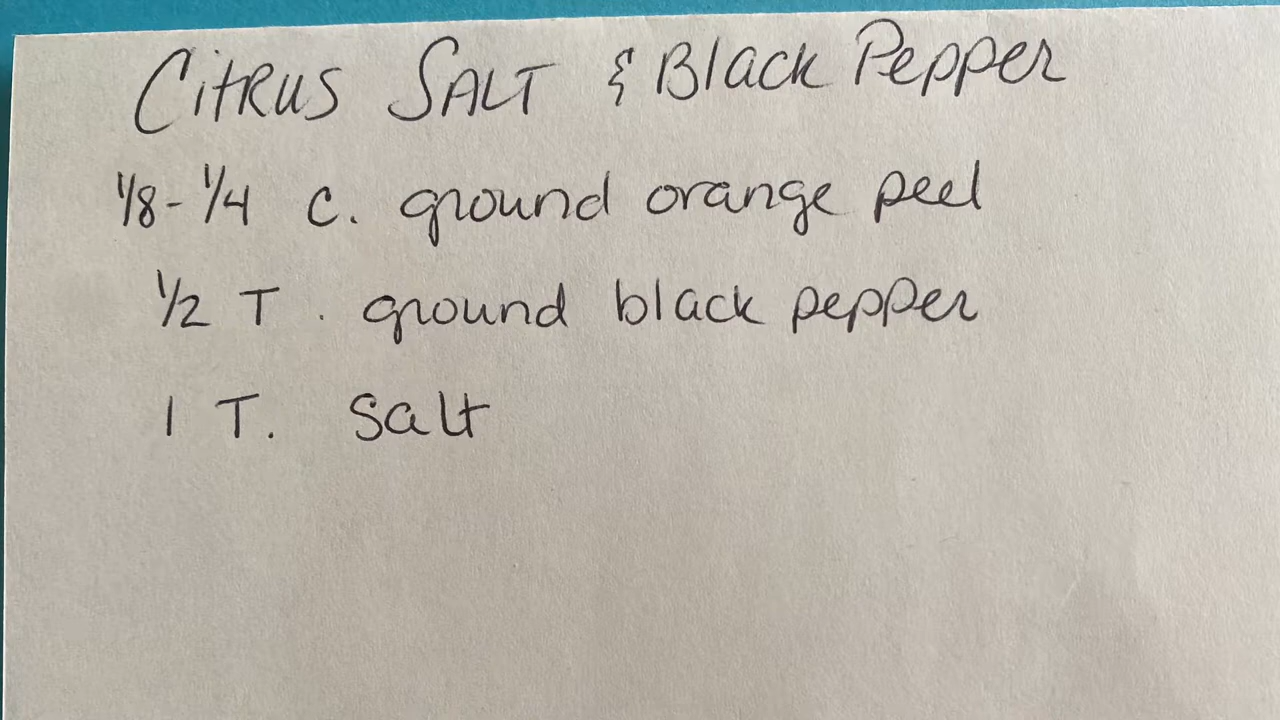 Citrus Salt & Black Pepper
1/8 - 1/4 c. ground orange peel
1/2 T. ground black pepper
1 T. Salt